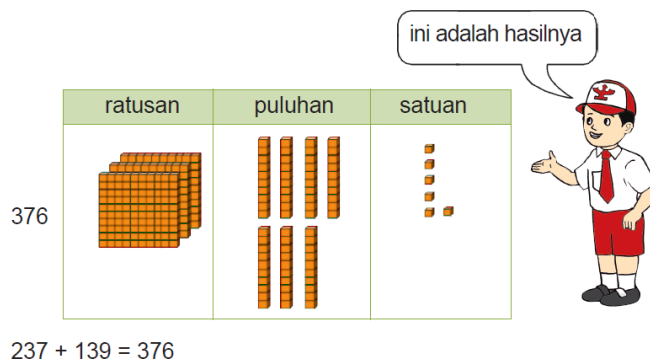 ini adalah hasilnya
ratusan puluhan satuan
376
237 + 139 = 376